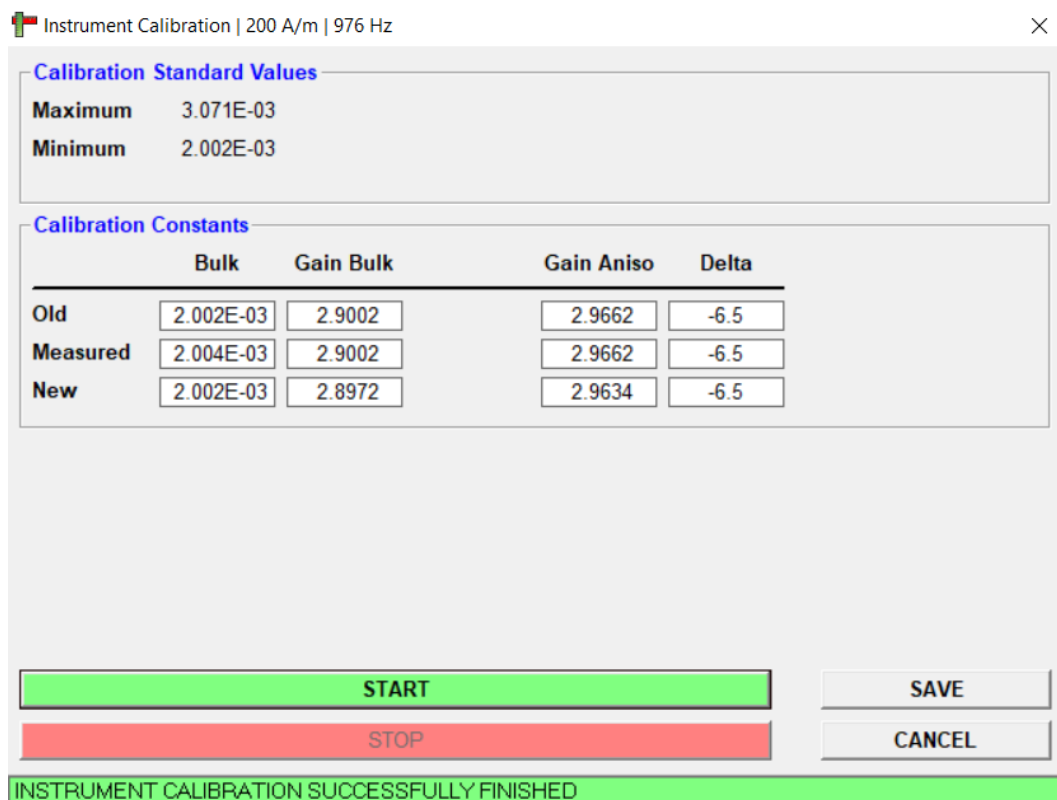 Instrument Calibration | 200 A/m | 976 Hz
Calibration Standard Values
Maximum 3.071E-03
Minimum 2.002E-03
Calibration Constants
Bulk Gain Bulk Gain Aniso Delta
Old 2.002E-03 2.9002 2.9662 -6.5
Measured 2.004E-03 2.9002 2.9662 -6.5
New 2.002E-03 2.8972 2.9634 -6.5
START SAVE
STOP CANCEL
INSTRUMENT CALIBRATION SUCCESSFULLY FINISHED